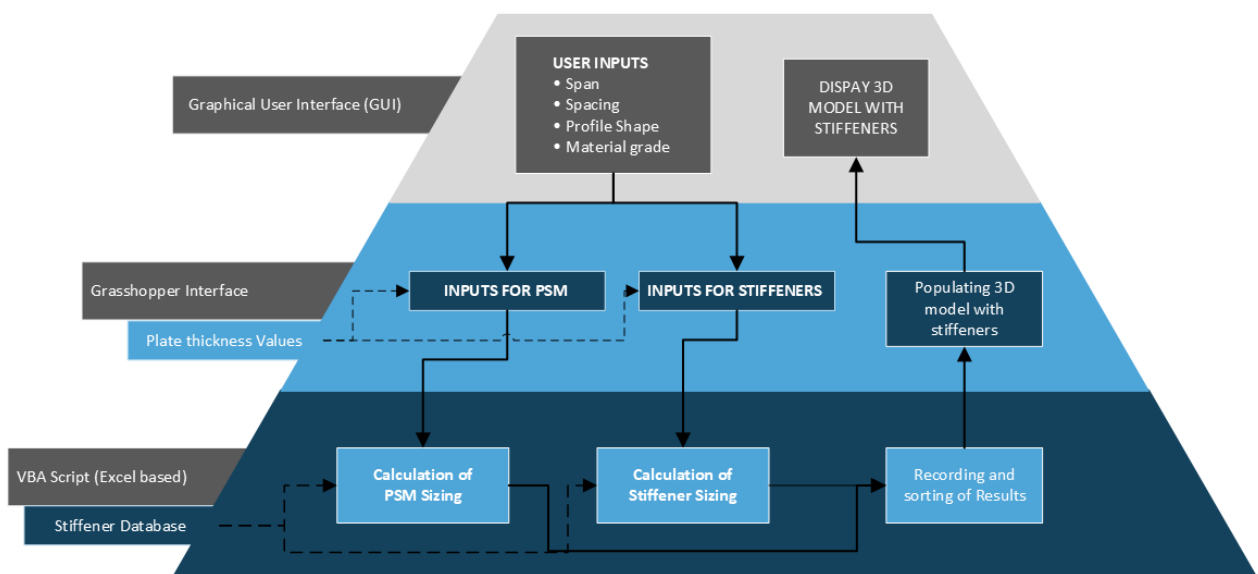 USER INPUTS
• Span
• Spacing
• Profile Shape
• Material grade
DISPAY 3D
MODEL WITH
STIFFENERS
Graphical User Interface (GUI)
Grasshopper Interface
Plate thickness Values
INPUTS FOR PSM
INPUTS FOR STIFFENERS
Populating 3D
model with
stiffeners
VBA Script (Excel based)
Stiffener Database
Calculation of
PSM Sizing
Calculation of
Stiffener Sizing
Recording and
sorting of Results